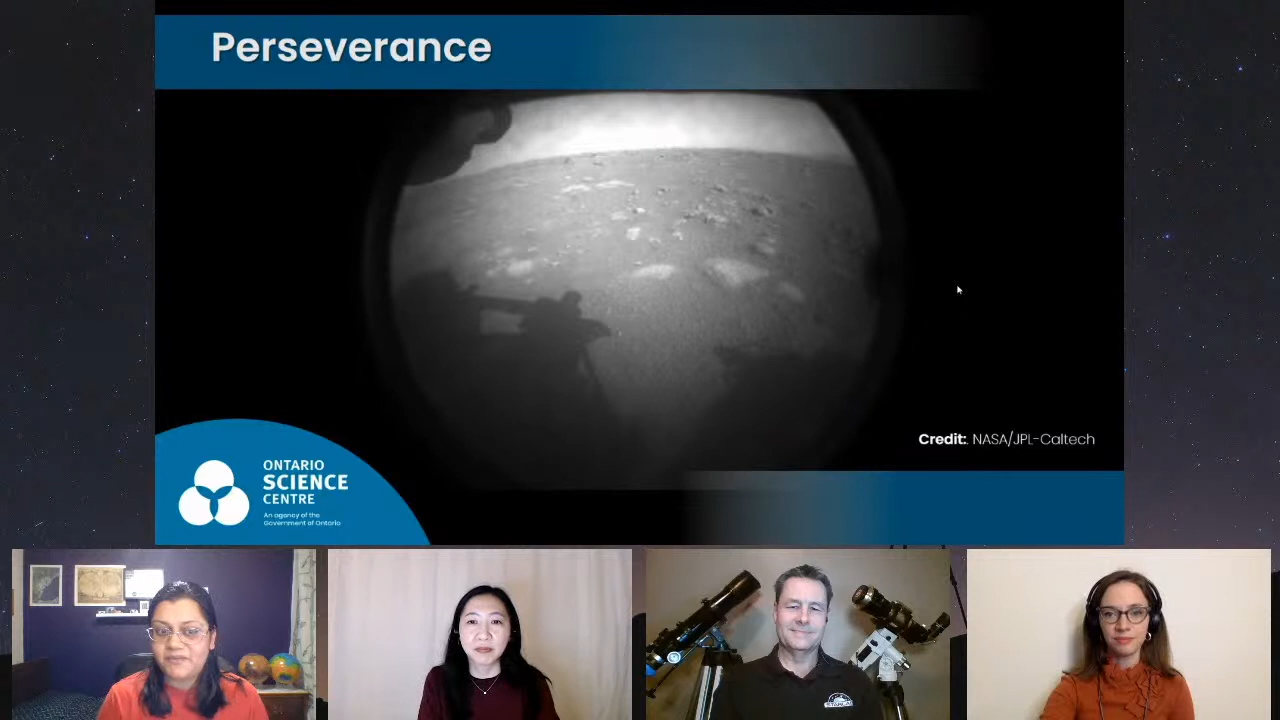 Perseverance
Credit:. NASA/JPL-Caltech
ONTARIO
SCIENCE
CENTRE
An agency of the
Government of Ontario